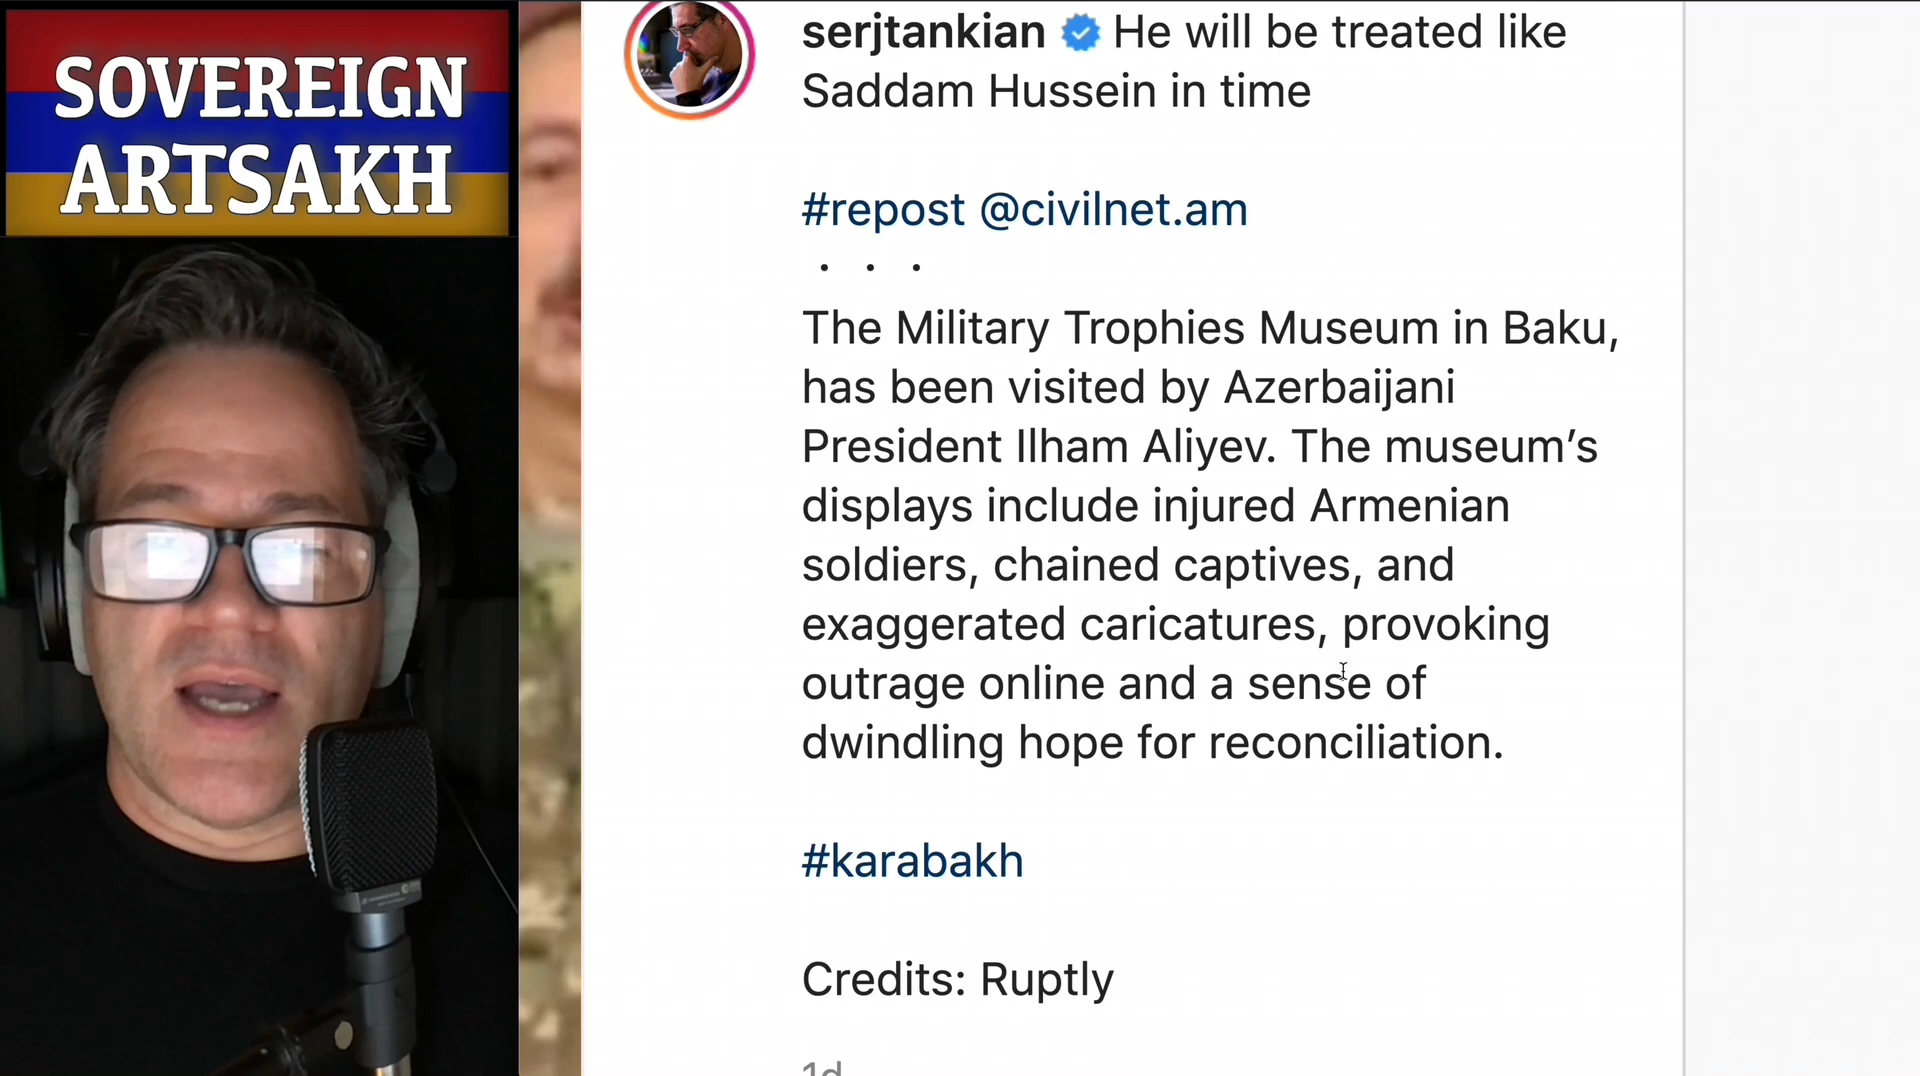 SOVEREIGN
ARTSAKH
serjtankian He will be treated like
Saddam Hussein in time
#repost @civilnet.am
. . .
The Military Trophies Museum in Baku,
has been visited by Azerbaijani
President Ilham Aliyev. The museum’s
displays include injured Armenian
soldiers, chained captives, and
exaggerated caricatures, provoking
outrage online and a sense of
dwindling hope for reconciliation.
#karabakh
Credits: Ruptly
1d